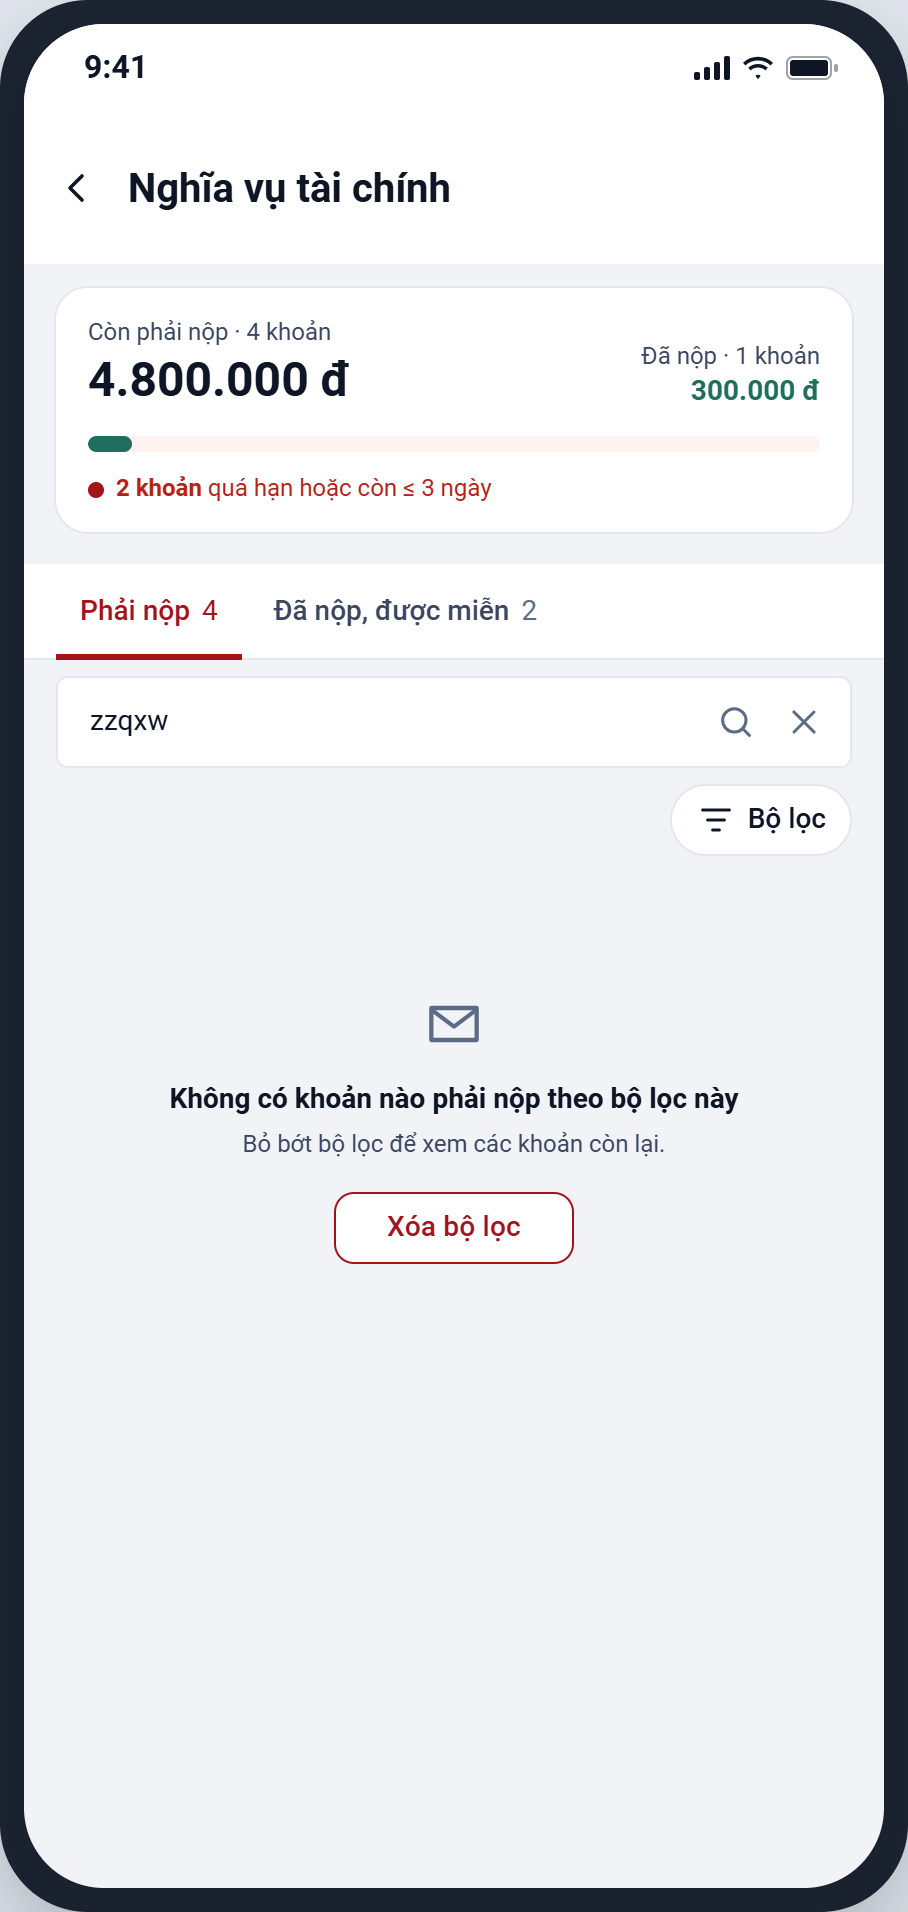 9:41
Nghĩa vụ tài chính
Còn phải nộp · 4 khoản
4.800.000 đ
Đã nộp · 1 khoản
300.000 đ
2 khoản quá hạn hoặc còn ≤ 3 ngày
Phải nộp 4
Đã nộp, được miễn 2
zzqxw
Bộ lọc
Không có khoản nào phải nộp theo bộ lọc này
Bỏ bớt bộ lọc để xem các khoản còn lại.
Xóa bộ lọc